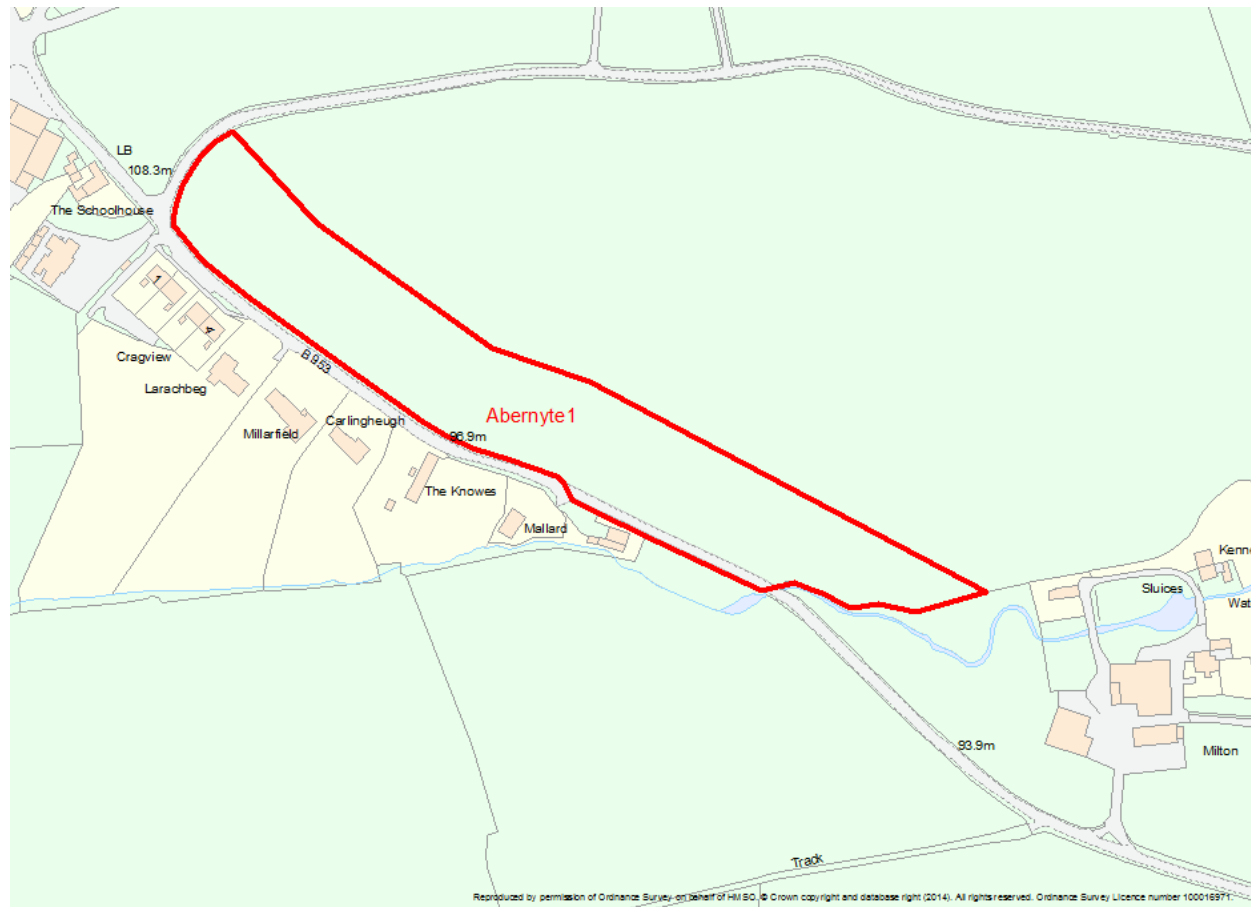 LB
108.3m
The Schoolhouse
1
4
Cragview
B 953
Larachbeg
Abernyte1
Millarfield
Carlingheugh
96.9m
The Knowes
Mallard
Kenne
Sluices
Wat
93.9m
Milton
Track
Reproduced by permission of Ordnance Survey on behalf of HMSO. © Crown copyright and database right (2014). All rights reserved. Ordnance Survey Licence number 100016971.